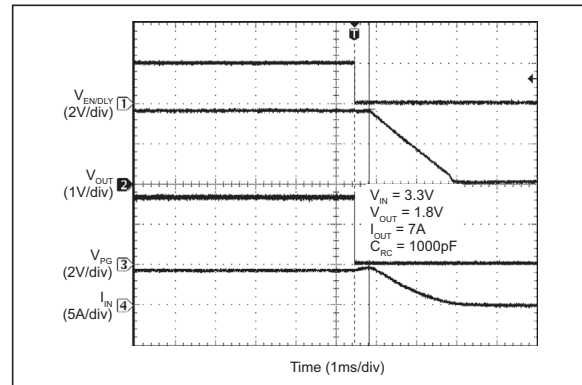 T
V_EN/DLY 1
(2V/div)
V_OUT 2
(1V/div)
V_IN = 3.3V
V_OUT = 1.8V
I_OUT = 7A
C_RC = 1000pF
V_PG 3
(2V/div)
I_IN 4
(5A/div)
Time (1ms/div)